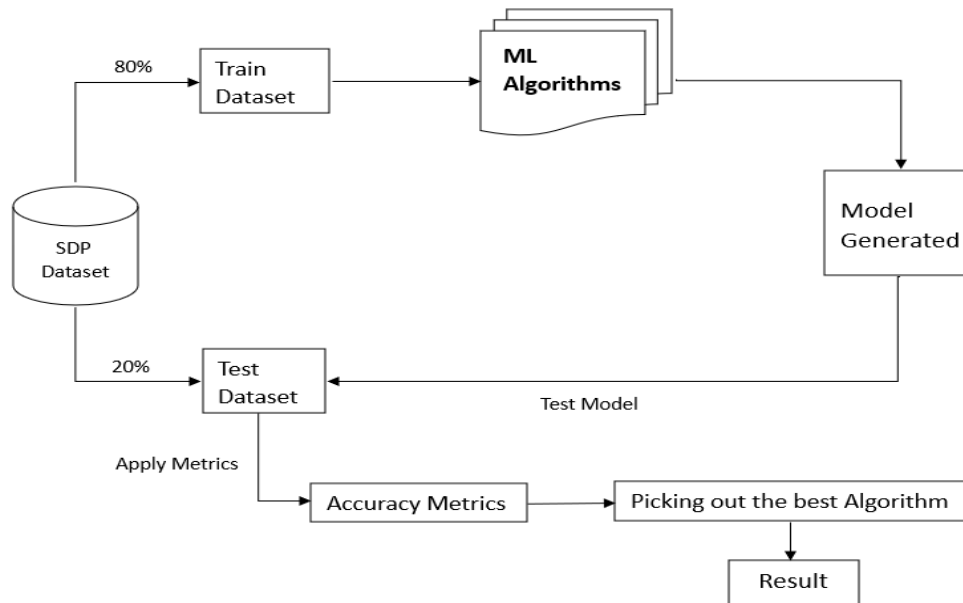 80%
Train
Dataset
ML
Algorithms
Model
Generated
SDP
Dataset
20%
Test
Dataset
Test Model
Apply Metrics
Accuracy Metrics
Picking out the best Algorithm
Result